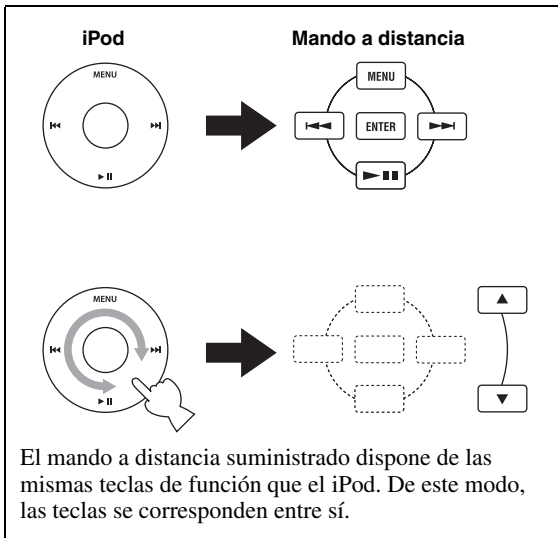 iPod Mando a distancia
MENU MENU
ENTER
MENU
El mando a distancia suministrado dispone de las
mismas teclas de función que el iPod. De este modo,
las teclas se corresponden entre sí.